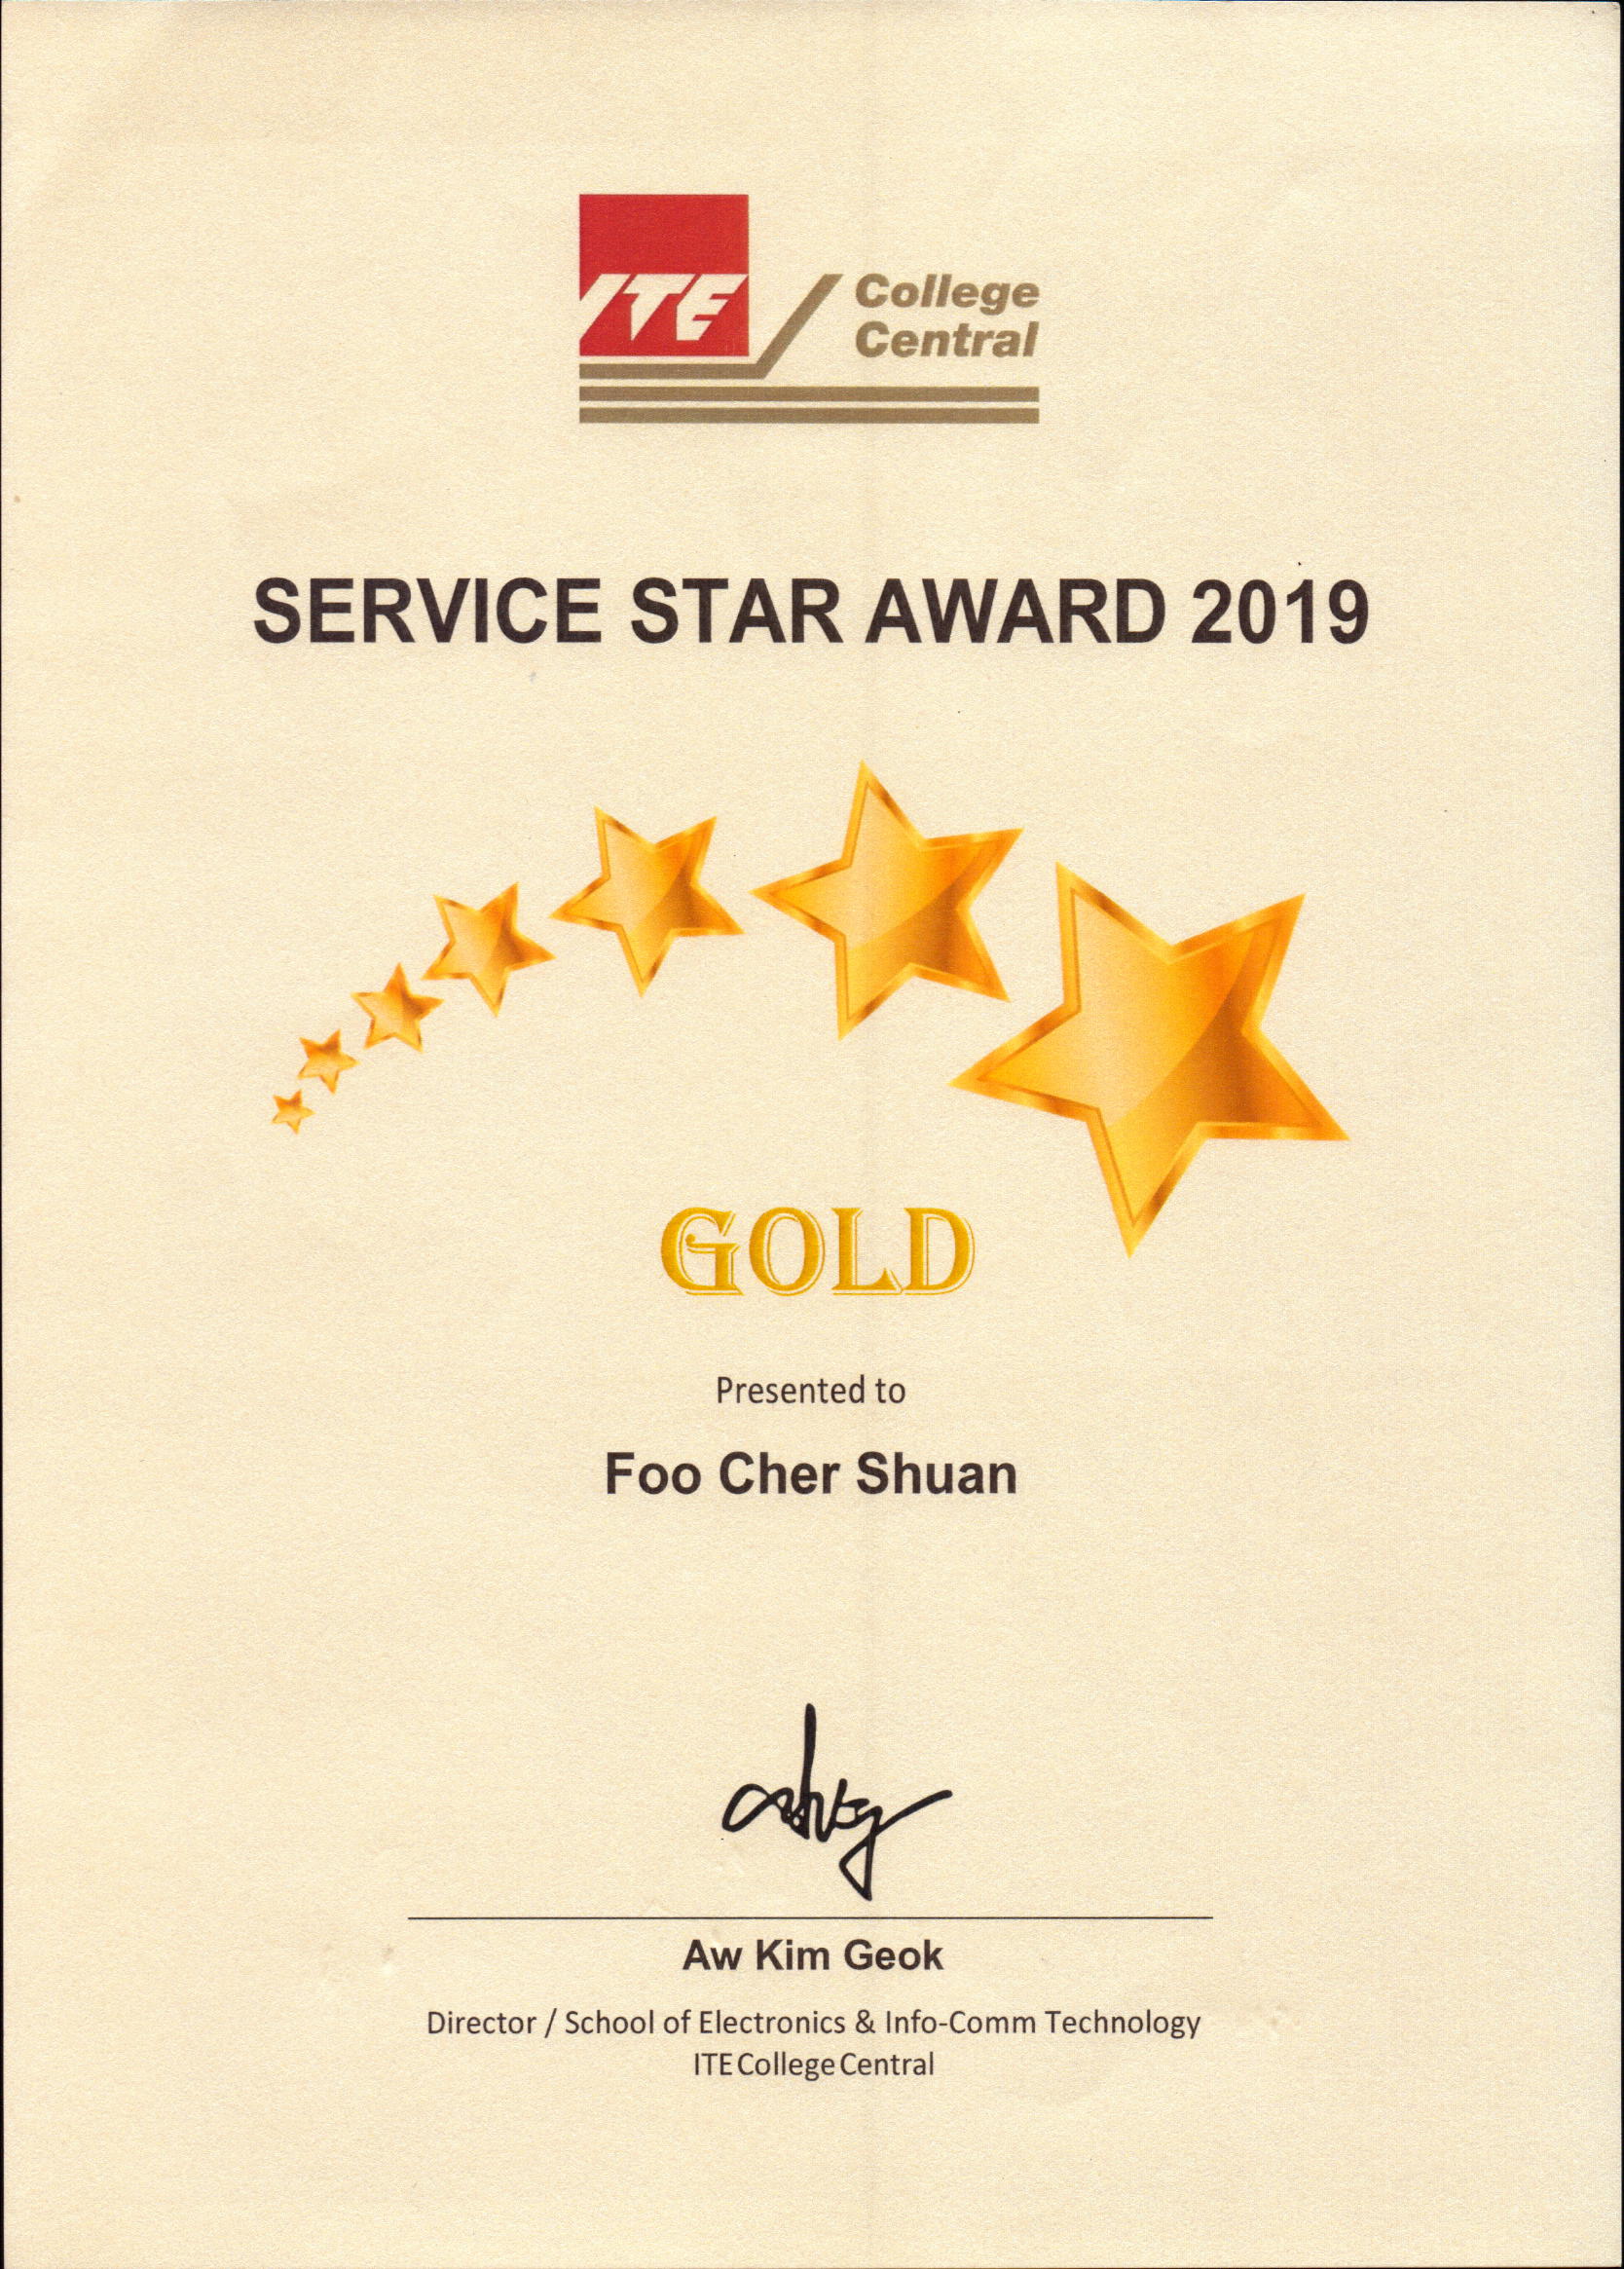 ITE College
Central
SERVICE STAR AWARD 2019
GOLD
Presented to
Foo Cher Shuan
Aw Kim Geok
Director / School of Electronics & Info-Comm Technology
ITE College Central